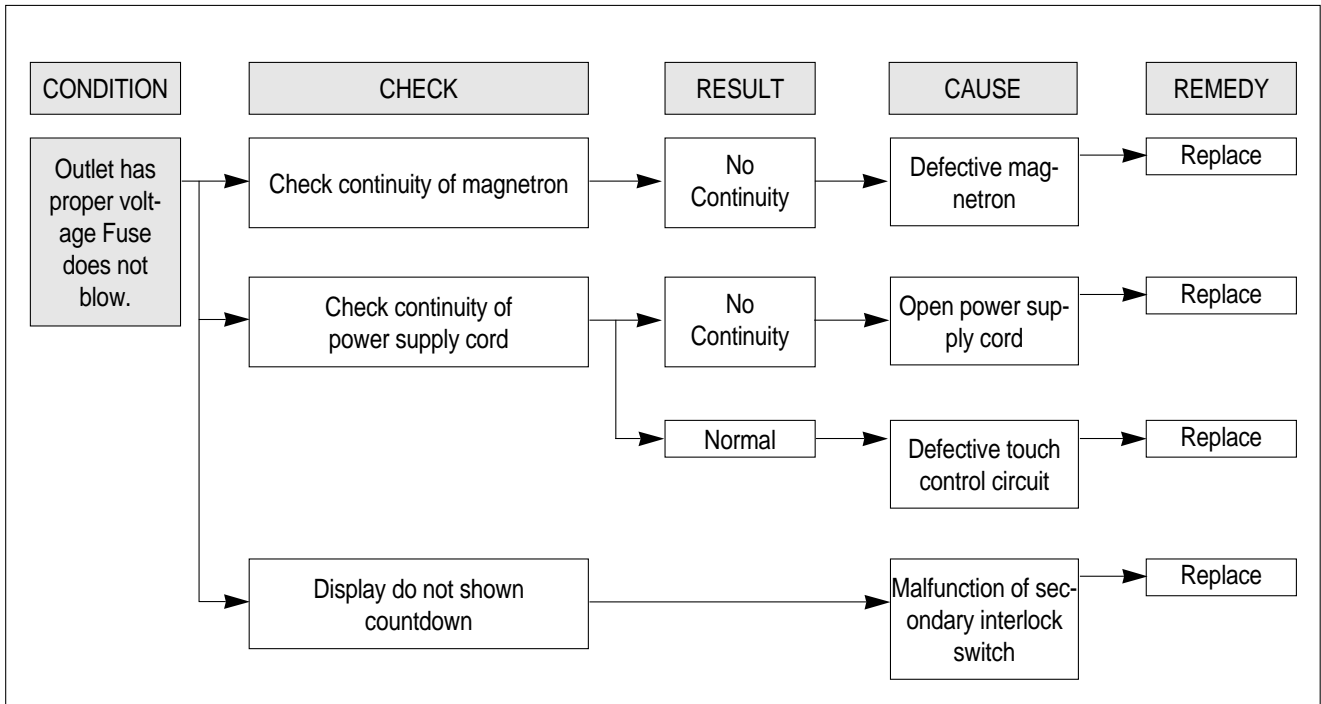 CONDITION
CHECK
RESULT
CAUSE
REMEDY
Outlet has
proper volt-
age Fuse
does not
blow.
Check continuity of magnetron
No
Continuity
Defective mag-
netron
Replace
Check continuity of
power supply cord
No
Continuity
Open power sup-
ply cord
Replace
Normal
Defective touch
control circuit
Replace
Display do not shown
countdown
Malfunction of sec-
ondary interlock
switch
Replace